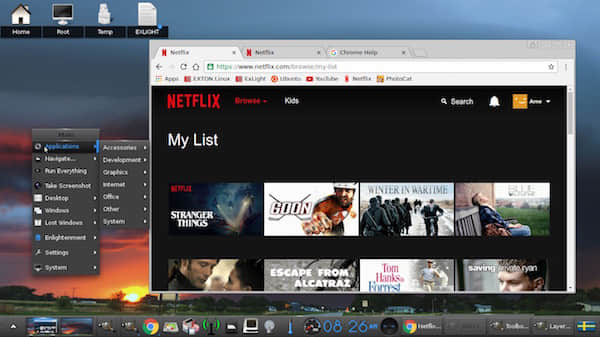 Home
Root
Temp
EXLIGHT
Netflix
Netflix
Chrome Help
https://www.netflix.com/browse/my-list
Apps
EXTON Linux
ExLight
Ubuntu
YouTube
Netflix
PhotoCat
NETFLIX
Browse
Kids
Search
Arne
My List
NETFLIX
STRANGER
THINGS
GOON
WINTER IN WARTIME
BLUE
ESCAPE FROM
ALCATRAZ
Tom
Hanks
Forrest
saving private ryan
Main
Applications
Navigate...
Run Everything
Take Screenshot
Desktop
Windows
Lost Windows
Enlightenment
Settings
System
Accessories
Development
Graphics
Internet
Office
Other
System
08:26 AM
Netflix...
Toolbo...
Layer...